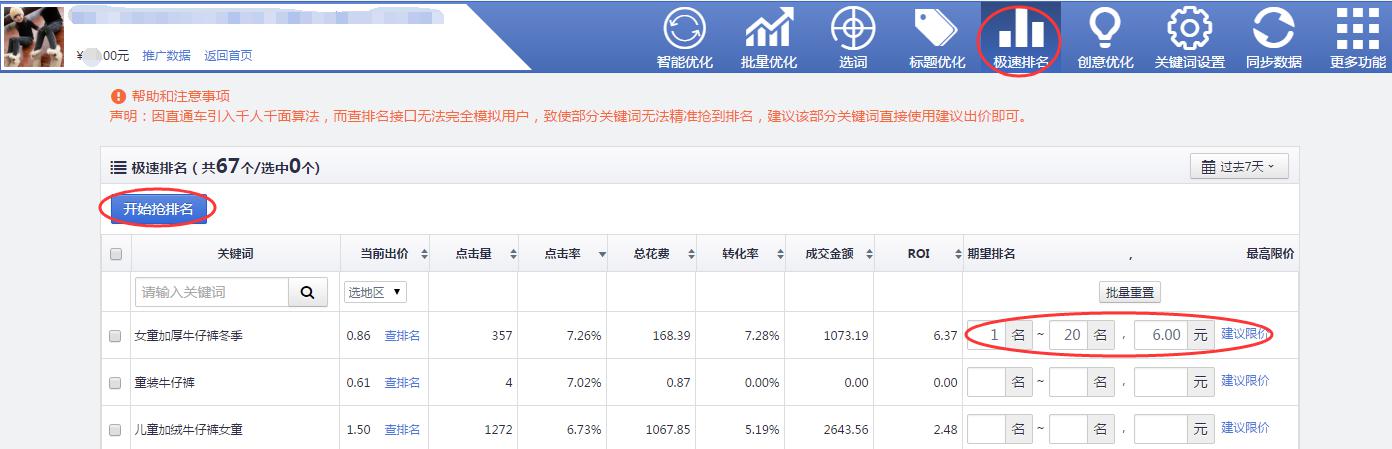 ¥ 00元 推广数据 返回首页
智能优化 批量优化 选词 标题优化 极速排名 创意优化 关键词设置 同步数据 更多功能
帮助和注意事项
声明：因直通车引入千人千面算法，而查排名接口无法完全模拟用户，致使部分关键词无法精准抢到排名，建议该部分关键词直接使用建议出价即可。
极速排名（共67个/选中0个） 过去7天
开始抢排名
关键词 当前出价 点击量 点击率 总花费 转化率 成交金额 ROI 期望排名 , 最高限价
请输入关键词 选地区 批量重置
女童加厚牛仔裤冬季 0.86 查排名 357 7.26% 168.39 7.28% 1073.19 6.37 1 名 ~ 20 名 , 6.00 元 建议限价
童装牛仔裤 0.61 查排名 4 7.02% 0.87 0.00% 0.00 0.00 名 ~ 名 , 元 建议限价
儿童加绒牛仔裤女童 1.50 查排名 1272 6.73% 1067.85 5.19% 2643.56 2.48 名 ~ 名 , 元 建议限价